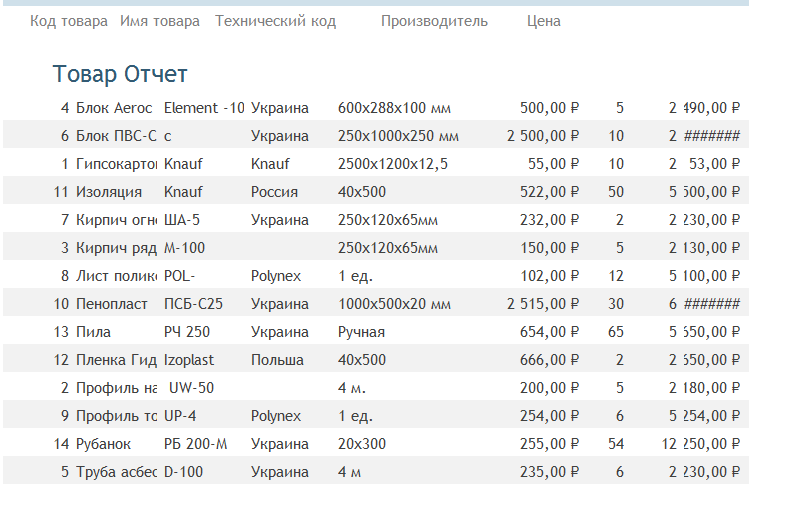 Код товара Имя товара Технический код Производитель Цена
Товар Отчет
4 Блок Aeroc Element -10 Украина 600x288x100 мм 500,00 ₽ 5 2 490,00 ₽
6 Блок ПВС-С с Украина 250x1000x250 мм 2 500,00 ₽ 10 2 #######
1 Гипсокартон Knauf Knauf 2500x1200x12,5 55,00 ₽ 10 2 53,00 ₽
11 Изоляция Knauf Россия 40x500 522,00 ₽ 50 5 500,00 ₽
7 Кирпич огне ША-5 Украина 250x120x65мм 232,00 ₽ 2 2 230,00 ₽
3 Кирпич ряд М-100 250x120x65мм 150,00 ₽ 5 2 130,00 ₽
8 Лист полик POL- Polynex 1 ед. 102,00 ₽ 12 5 100,00 ₽
10 Пенопласт ПСБ-С25 Украина 1000x500x20 мм 2 515,00 ₽ 30 6 #######
13 Пила РЧ 250 Украина Ручная 654,00 ₽ 65 5 650,00 ₽
12 Пленка Гид Izoplast Польша 40x500 666,00 ₽ 2 2 650,00 ₽
2 Профиль на UW-50 4 м. 200,00 ₽ 5 2 180,00 ₽
9 Профиль то UP-4 Polynex 1 ед. 254,00 ₽ 6 5 254,00 ₽
14 Рубанок РБ 200-М Украина 20x300 255,00 ₽ 54 12 250,00 ₽
5 Труба асбес D-100 Украина 4 м 235,00 ₽ 6 2 230,00 ₽